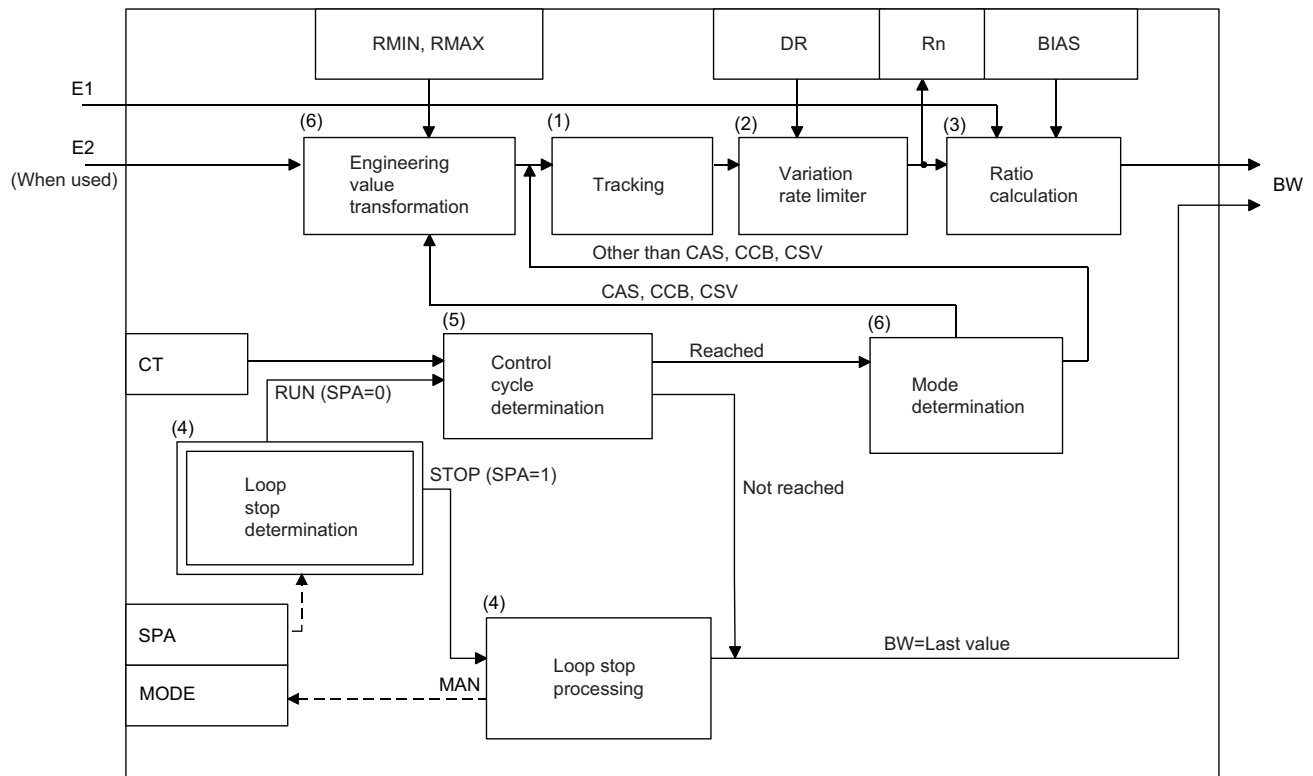 RMIN, RMAX
DR
Rn
BIAS
E1
(6)
(1)
(2)
(3)
E2
(When used)
Engineering
value
transformation
Tracking
Variation
rate limiter
Ratio
calculation
BW
Other than CAS, CCB, CSV
CAS, CCB, CSV
(5)
(6)
CT
Control
cycle
determination
Reached
Mode
determination
RUN (SPA=0)
(4)
STOP (SPA=1)
Loop
stop
determination
Not reached
(4)
SPA
BW=Last value
Loop stop
processing
MODE
MAN